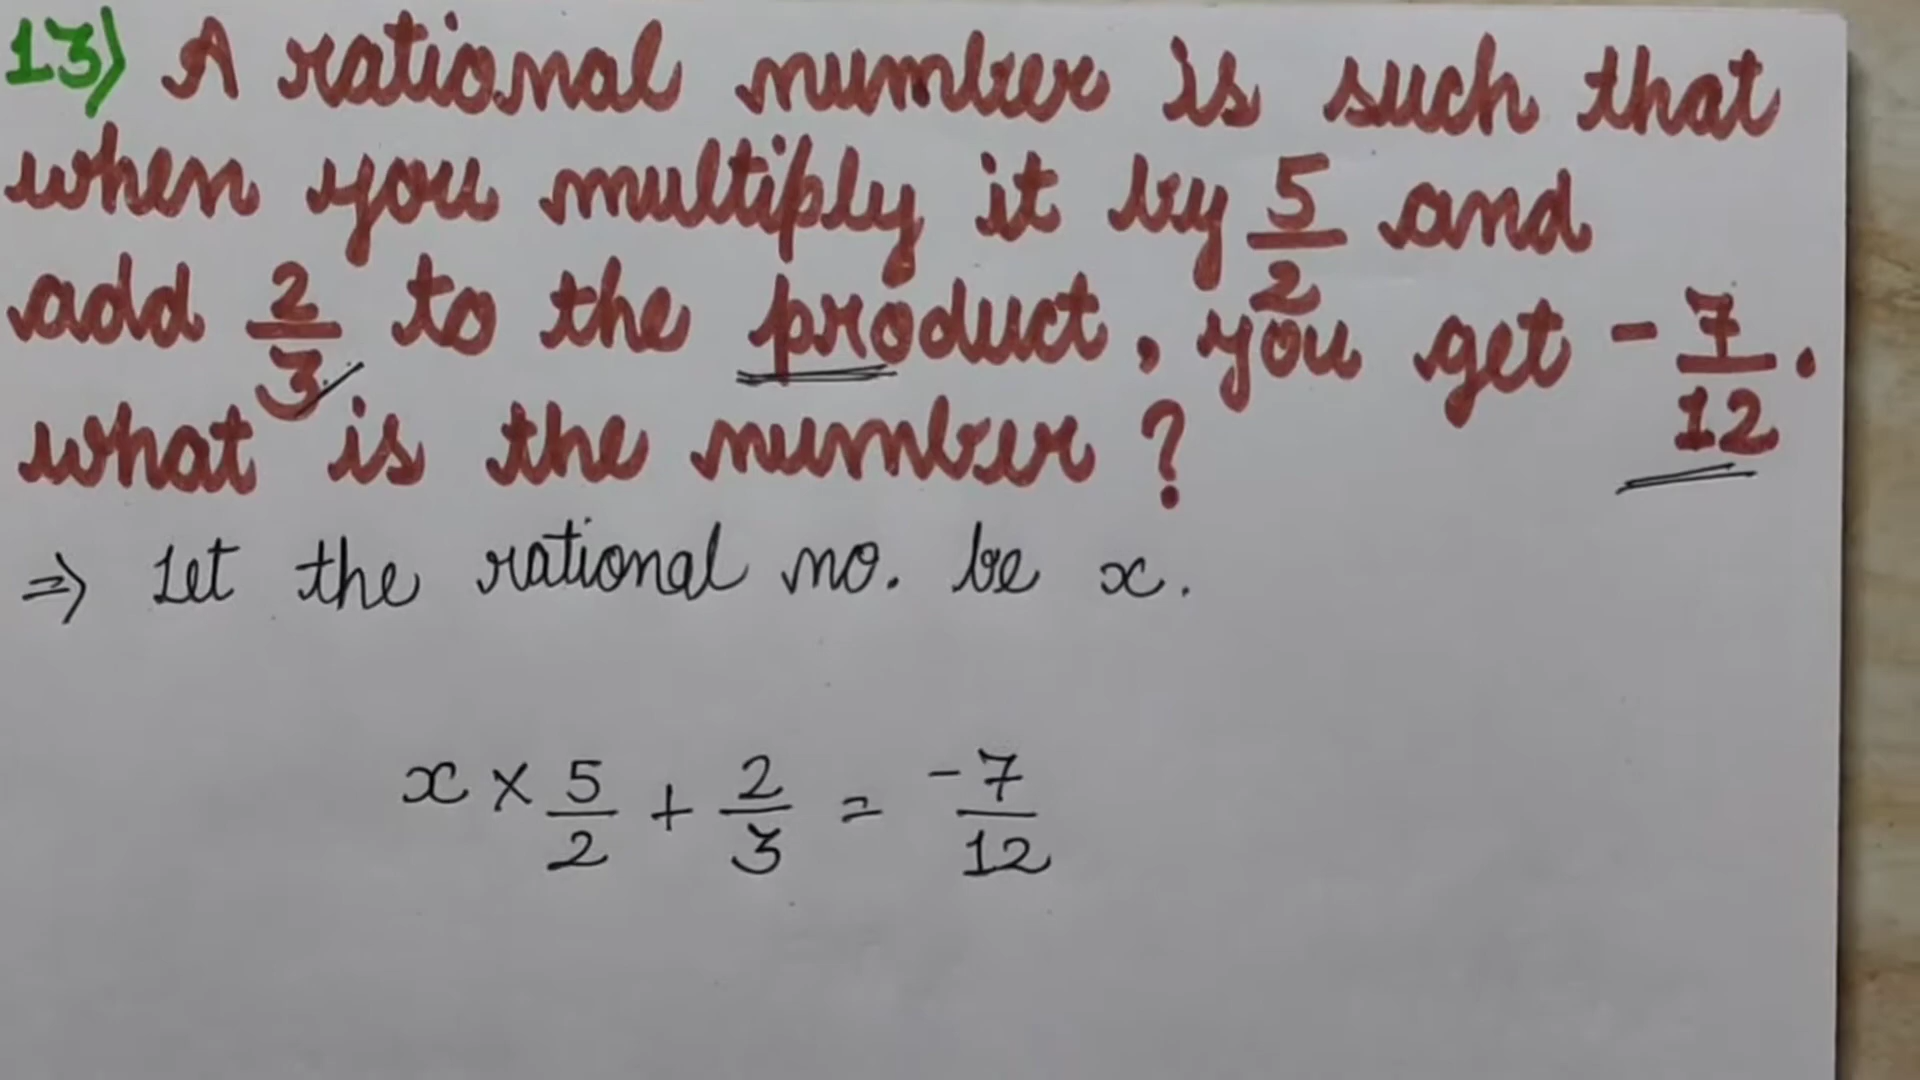 13) A rational number is such that
when you multiply it by 5/2 and
add 2/3 to the product, you get -7/12.
what is the number?
⇒ Let the rational no. be x.
x × 5/2 + 2/3 = -7/12